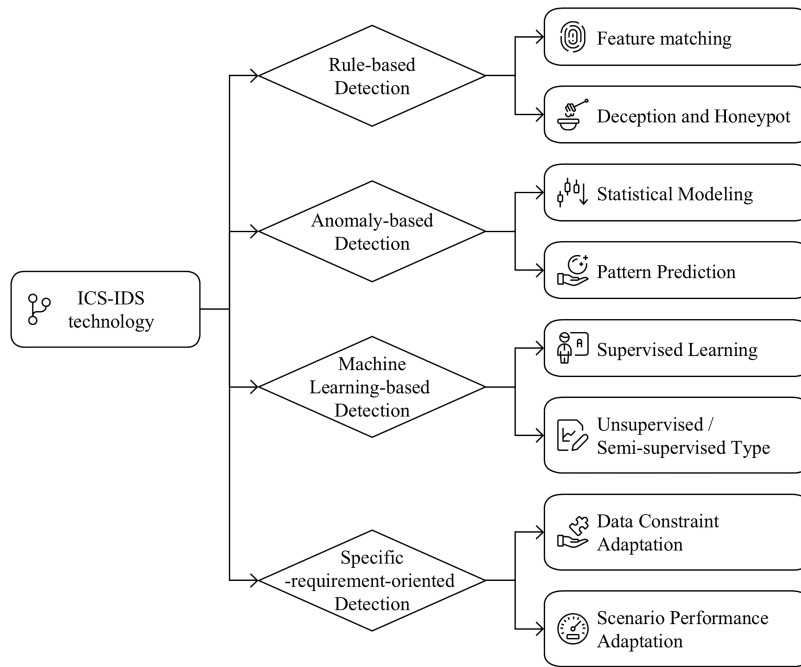 ICS-IDS
technology
Rule-based
Detection
Feature matching
Deception and Honeypot
Anomaly-based
Detection
Statistical Modeling
Pattern Prediction
Machine
Learning-based
Detection
Supervised Learning
A
Unsupervised /
Semi-supervised Type
Specific
-requirement-oriented
Detection
Data Constraint
Adaptation
Scenario Performance
Adaptation